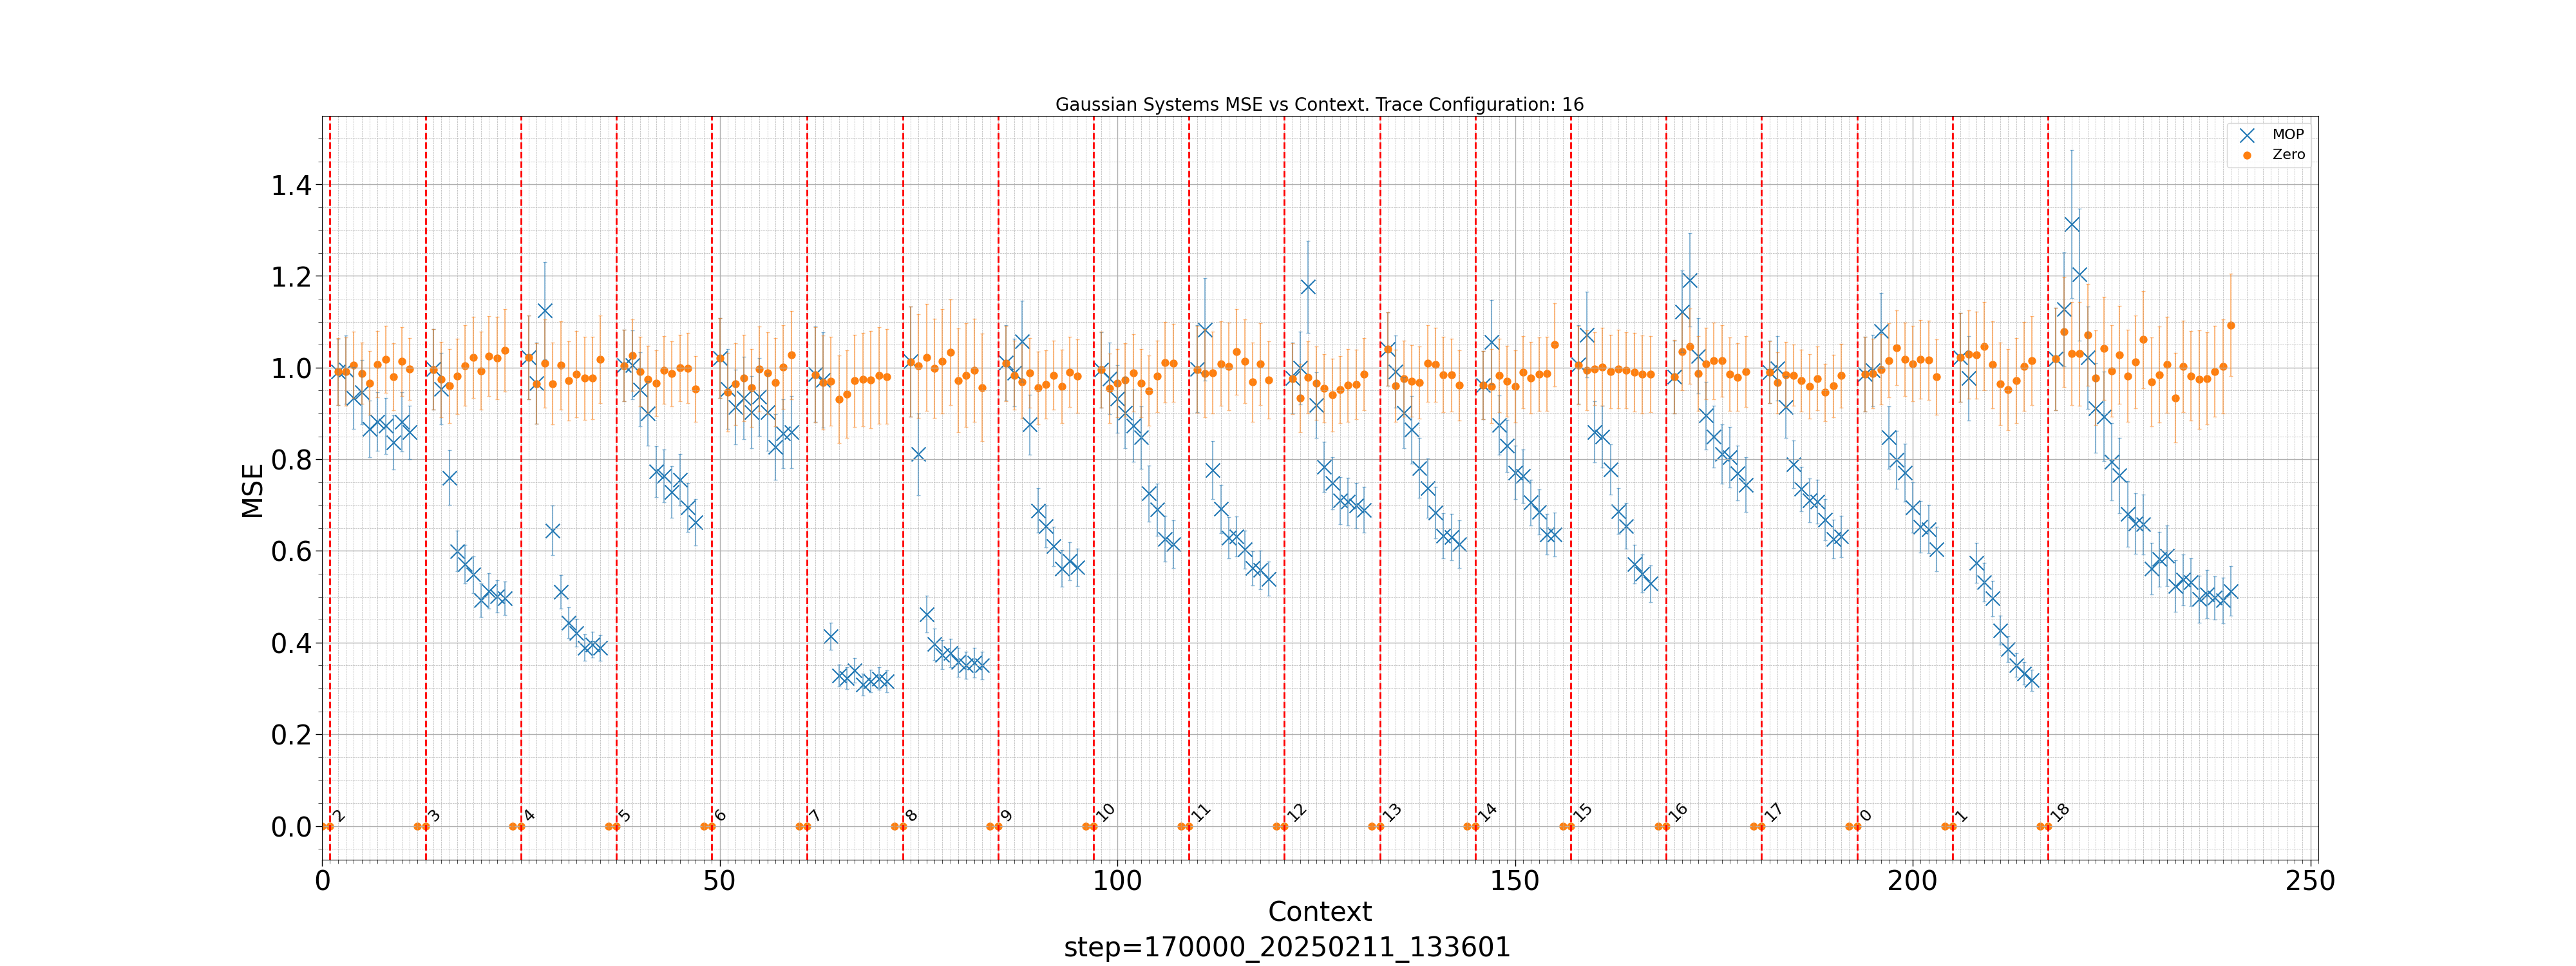 Gaussian Systems MSE vs Context. Trace Configuration: 16
MOP
Zero
MSE
1.4
1.2
1.0
0.8
0.6
0.4
0.2
0.0
2 3 4 5 6 7 8 9 10 11 12 13 14 15 16 17 0 1 18
0 50 100 150 200 250
Context
step=170000_20250211_133601